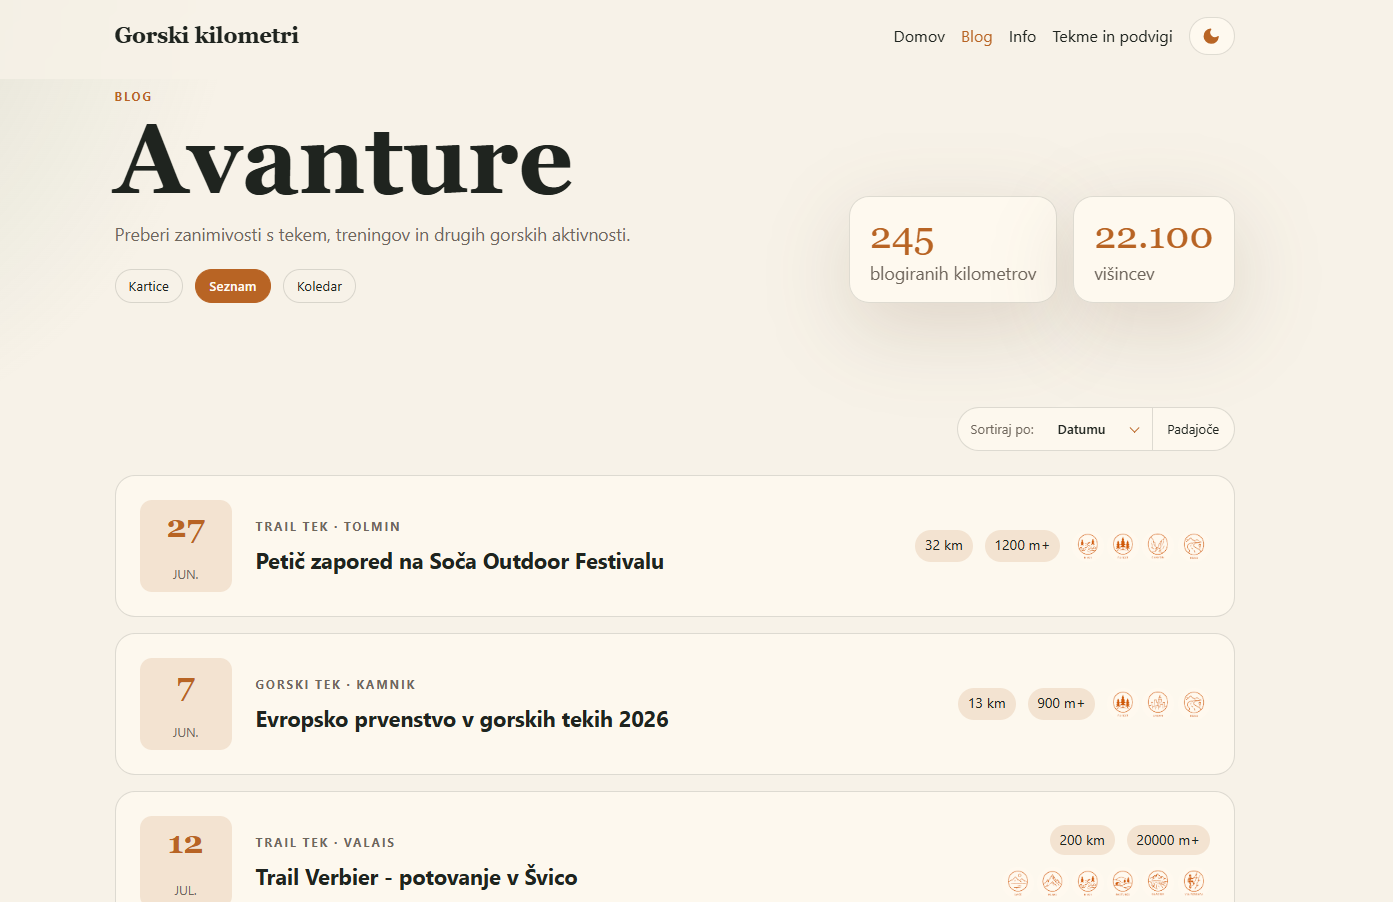 Gorski kilometri
Domov Blog Info Tekme in podvigi
BLOG
Avanture
Preberi zanimivosti s tekem, treningov in drugih gorskih aktivnosti.
Kartice Seznam Koledar
245
blogiranih kilometrov
22.100
višincev
Sortiraj po: Datumu Padajoče
27
JUN.
TRAIL TEK · TOLMIN
Petič zapored na Soča Outdoor Festivalu
32 km 1200 m+
7
JUN.
GORSKI TEK · KAMNIK
Evropsko prvenstvo v gorskih tekih 2026
13 km 900 m+
12
JUL.
TRAIL TEK · VALAIS
Trail Verbier - potovanje v Švico
200 km 20000 m+